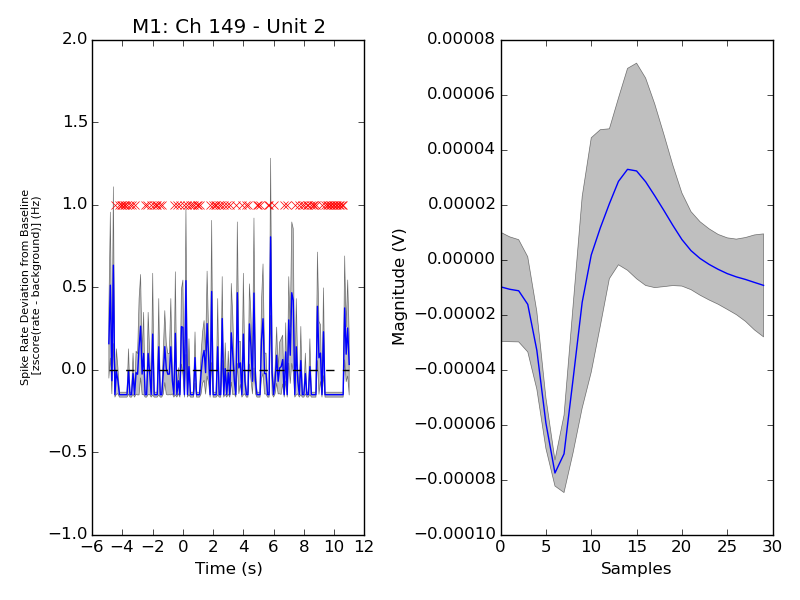 M1: Ch 149 - Unit 2
2.0
1.5
1.0
0.5
0.0
−0.5
−1.0
−6 −4 −2 0 2 4 6 8 10 12
Time (s)
Spike Rate Deviation from Baseline
[zscore(rate - background)] (Hz)
0.00008
0.00006
0.00004
0.00002
0.00000
−0.00002
−0.00004
−0.00006
−0.00008
−0.00010
0 5 10 15 20 25 30
Samples
Magnitude (V)